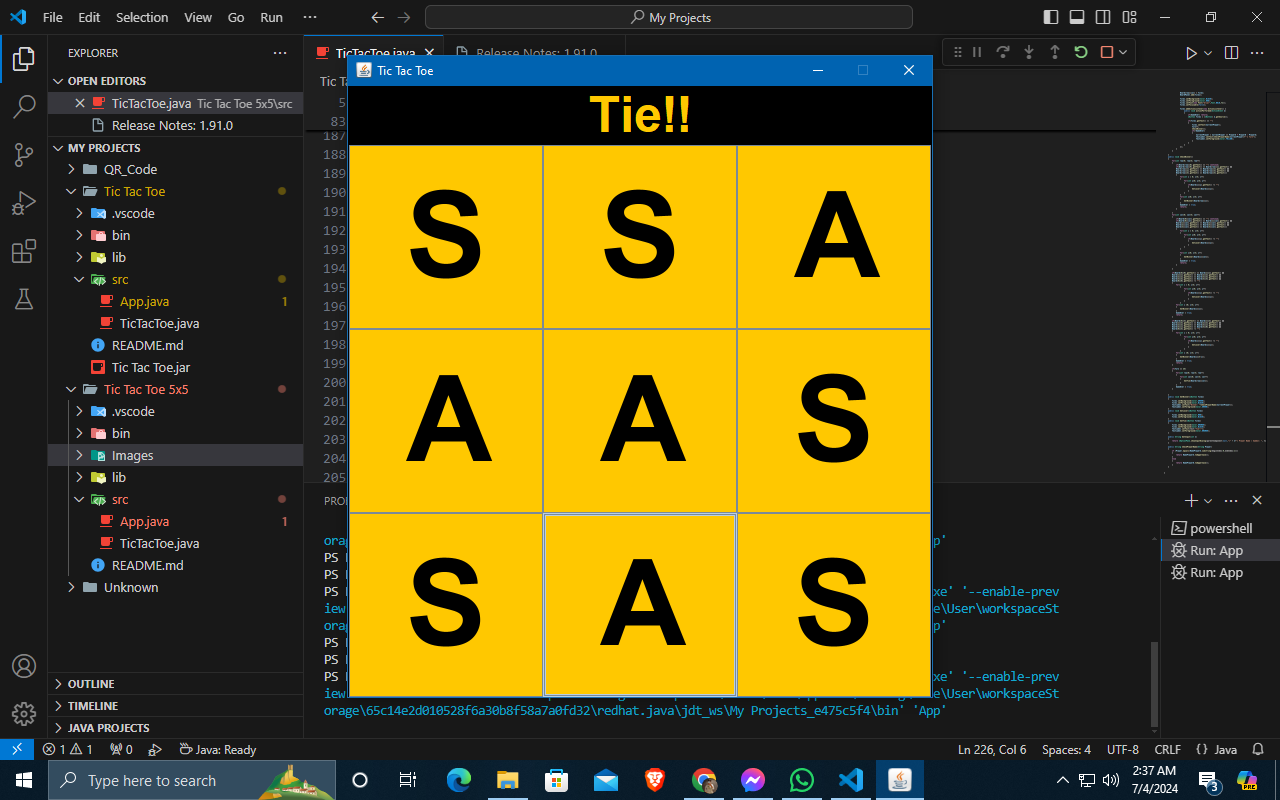 File Edit Selection View Go Run ··· My Projects
EXPLORER
TicTacToe.java
Release Notes: 1.91.0
OPEN EDITORS
TicTacToe.java Tic Tac Toe 5x5\src
Release Notes: 1.91.0
MY PROJECTS
QR_Code
Tic Tac Toe
.vscode
bin
lib
src
App.java 1
TicTacToe.java
README.md
Tic Tac Toe.jar
Tic Tac Toe 5x5
.vscode
bin
Images
lib
src
App.java 1
TicTacToe.java
README.md
Unknown
OUTLINE
TIMELINE
JAVA PROJECTS
Tic Ta
5
83
187
188
189
190
191
192
193
194
195
196
197
198
199
200
201
202
203
204
205
Tic Tac Toe
Tie!!
S S A
A A S
S A S
PRO
orag p'
PS
PS
PS xe' '--enable-prev
iew e\User\workspaceSt
orag p'
PS
PS
PS xe' '--enable-prev
iew e\User\workspaceSt
orage\65c14e2d010528f6a30b8f58a7a0fd32\redhat.java\jdt_ws\My Projects_e475c5f4\bin' 'App'
powershell
Run: App
Run: App
1 1 0 Java: Ready Ln 226, Col 6 Spaces: 4 UTF-8 CRLF {} Java
Type here to search
PRE
2:37 AM
7/4/2024
3